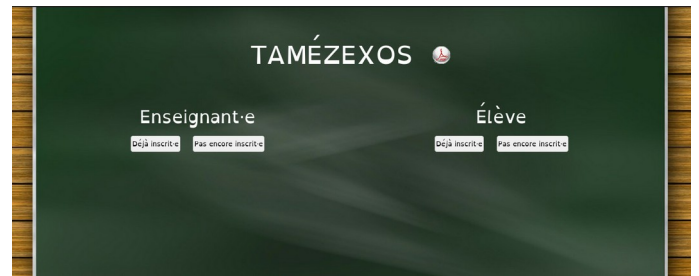 TAMÉZEXOS
Enseignant·e
Déjà inscrit·e Pas encore inscrit·e
Élève
Déjà inscrit·e Pas encore inscrit·e